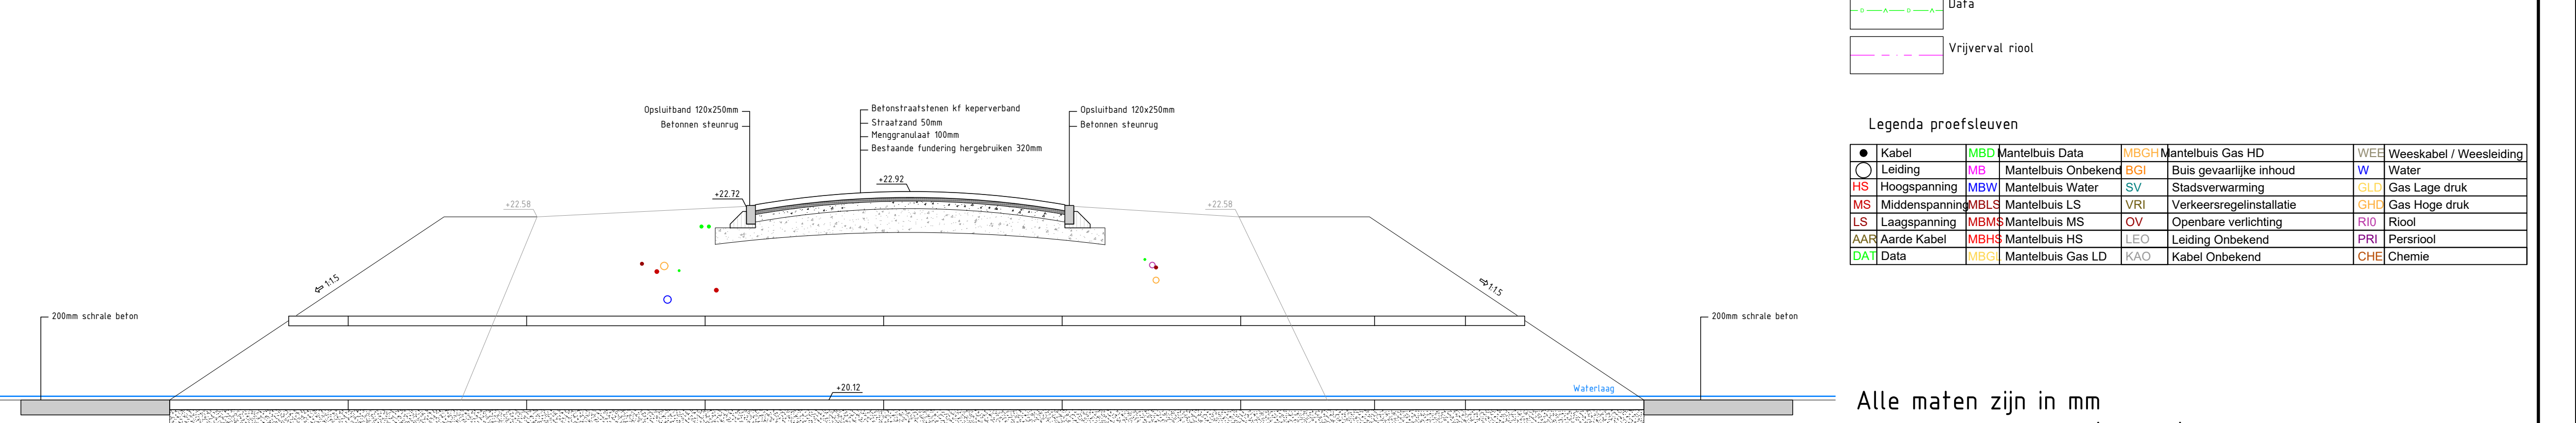 Data
Vrijverval riool
Opsluitband 120x250mm
Betonnen steunrug
Betonstraatstenen kf keperverband
Straatzand 50mm
Menggranulaat 100mm
Bestaande fundering hergebruiken 320mm
Opsluitband 120x250mm
Betonnen steunrug
+22.92
+22.72
+22.58
+22.58
1:1.5
1:1.5
200mm schrale beton
200mm schrale beton
+20.12
Waterlaag
Legenda proefsleuven
Kabel MBD Mantelbuis Data MBGH Mantelbuis Gas HD WEE Weeskabel / Weesleiding
Leiding MB Mantelbuis Onbekend BGI Buis gevaarlijke inhoud W Water
HS Hoogspanning MBW Mantelbuis Water SV Stadsverwarming GLD Gas Lage druk
MS Middenspanning MBLS Mantelbuis LS VRI Verkeersregelinstallatie GHD Gas Hoge druk
LS Laagspanning MBMS Mantelbuis MS OV Openbare verlichting RI0 Riool
AAR Aarde Kabel MBHS Mantelbuis HS LEO Leiding Onbekend PRI Persriool
DAT Data MBGL Mantelbuis Gas LD KAO Kabel Onbekend CHE Chemie
Alle maten zijn in mm